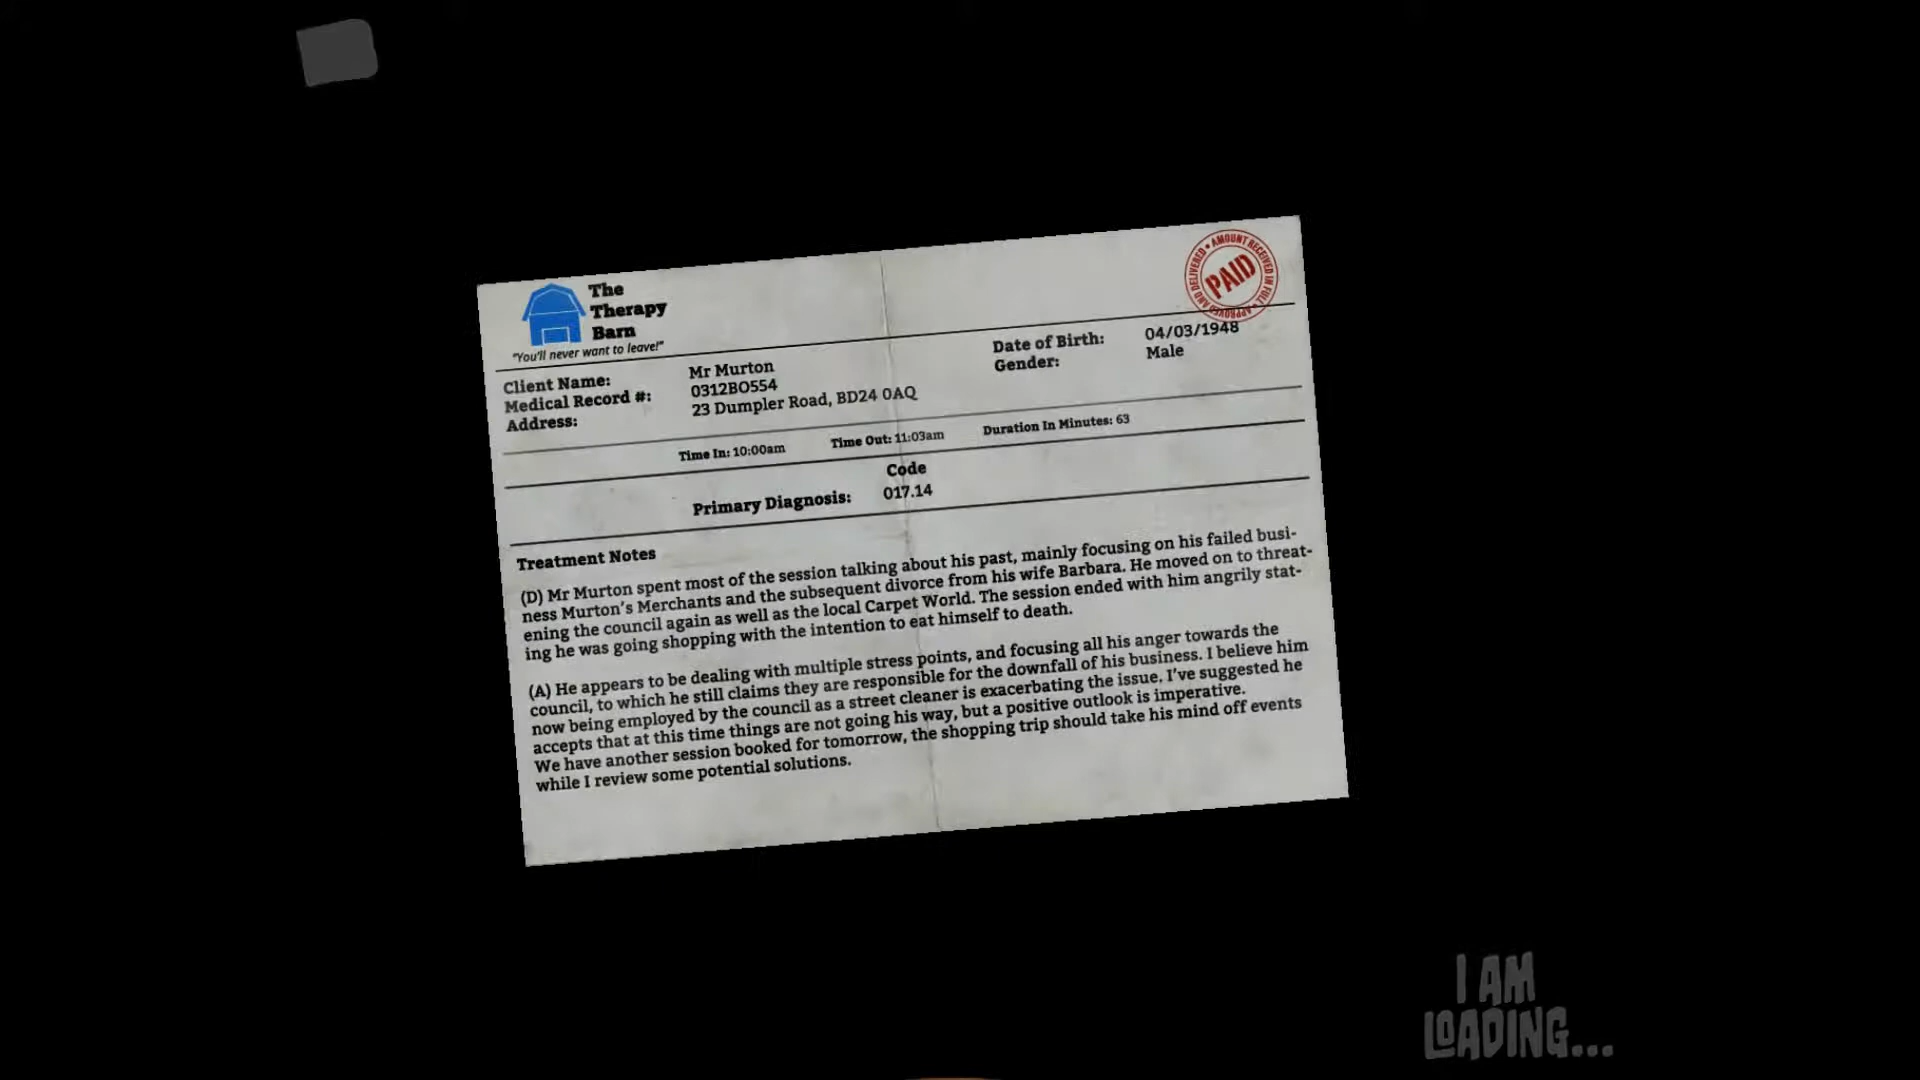 The
Therapy
Barn
"You'll never want to leave!"
AMOUNT RECEIVED IN FULL • APPROVED AND DELIVERED •
PAID
Client Name: Mr Murton
Medical Record #: 0312BO554
Address: 23 Dumpler Road, BD24 0AQ
Date of Birth: 04/03/1948
Gender: Male
Time In: 10:00am Time Out: 11:03am Duration In Minutes: 63
Code
Primary Diagnosis: 017.14
Treatment Notes
(D) Mr Murton spent most of the session talking about his past, mainly focusing on his failed busi-
ness Murton's Merchants and the subsequent divorce from his wife Barbara. He moved on to threat-
ening the council again as well as the local Carpet World. The session ended with him angrily stat-
ing he was going shopping with the intention to eat himself to death.
(A) He appears to be dealing with multiple stress points, and focusing all his anger towards the
council, to which he still claims they are responsible for the downfall of his business. I believe him
now being employed by the council as a street cleaner is exacerbating the issue. I've suggested he
accepts that at this time things are not going his way, but a positive outlook is imperative.
We have another session booked for tomorrow, the shopping trip should take his mind off events
while I review some potential solutions.
I AM
LOADING...